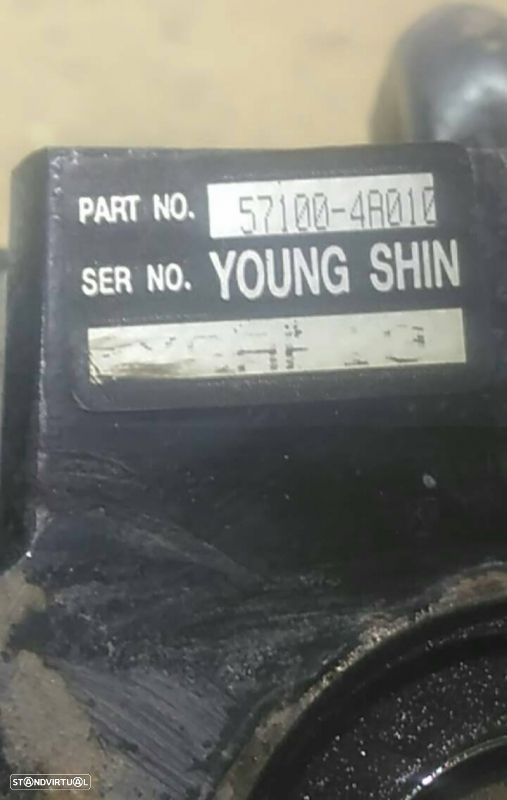 PART NO. 57100-4A010
SER NO. YOUNG SHIN
STANDVIRTUAL